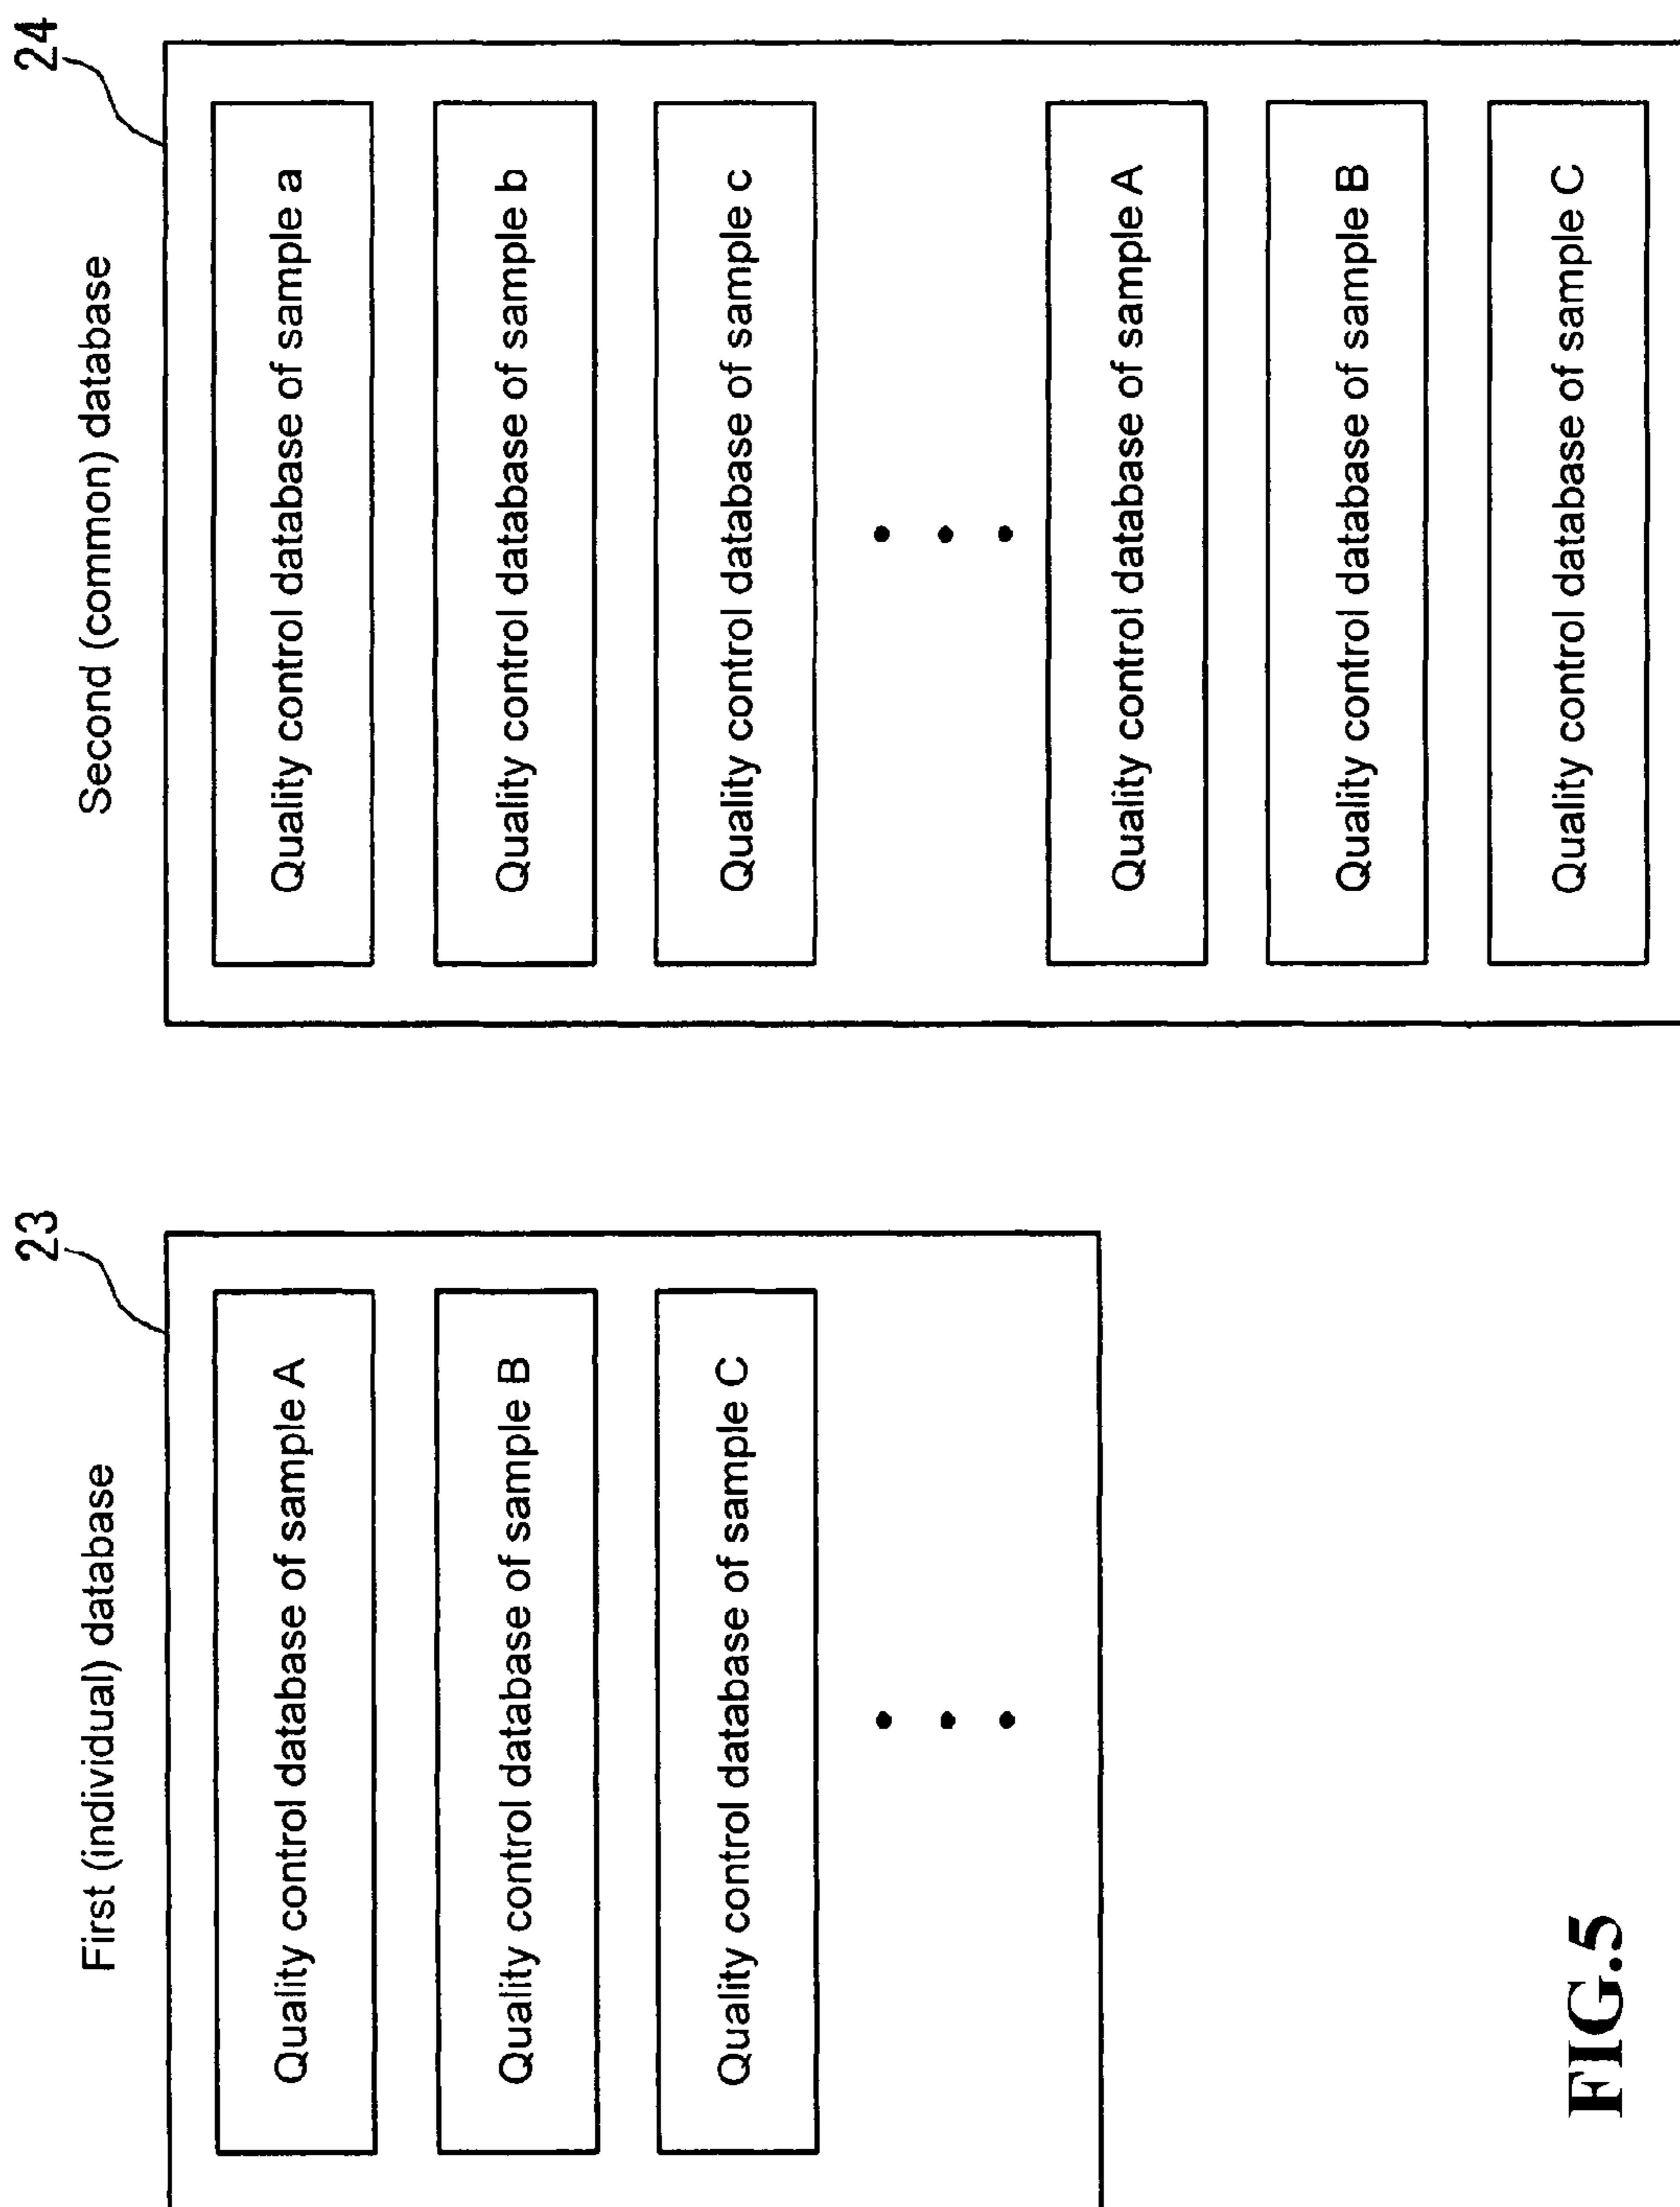 First (individual) database
23
Quality control database of sample A
Quality control database of sample B
Quality control database of sample C
Second (common) database
24
Quality control database of sample a
Quality control database of sample b
Quality control database of sample c
Quality control database of sample A
Quality control database of sample B
Quality control database of sample C
FIG.5